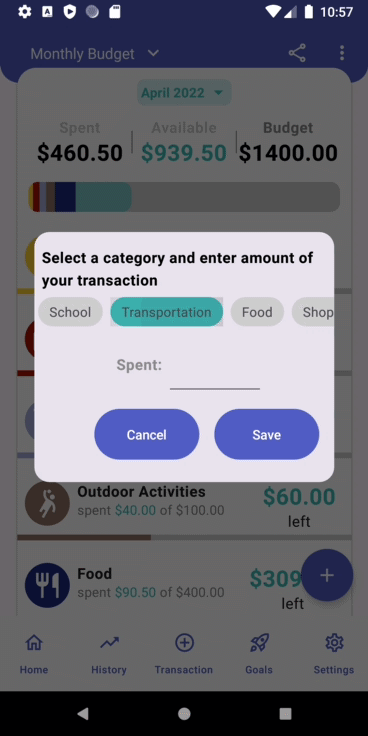 10:57
Monthly Budget
April 2022
Spent Available Budget
$460.50 $939.50 $1400.00
Select a category and enter amount of
your transaction
School Transportation Food Shop
Spent:
Cancel Save
Outdoor Activities
$60.00
spent $40.00 of $100.00
left
Food
$309
spent $90.50 of $400.00
left
Home History Transaction Goals Settings